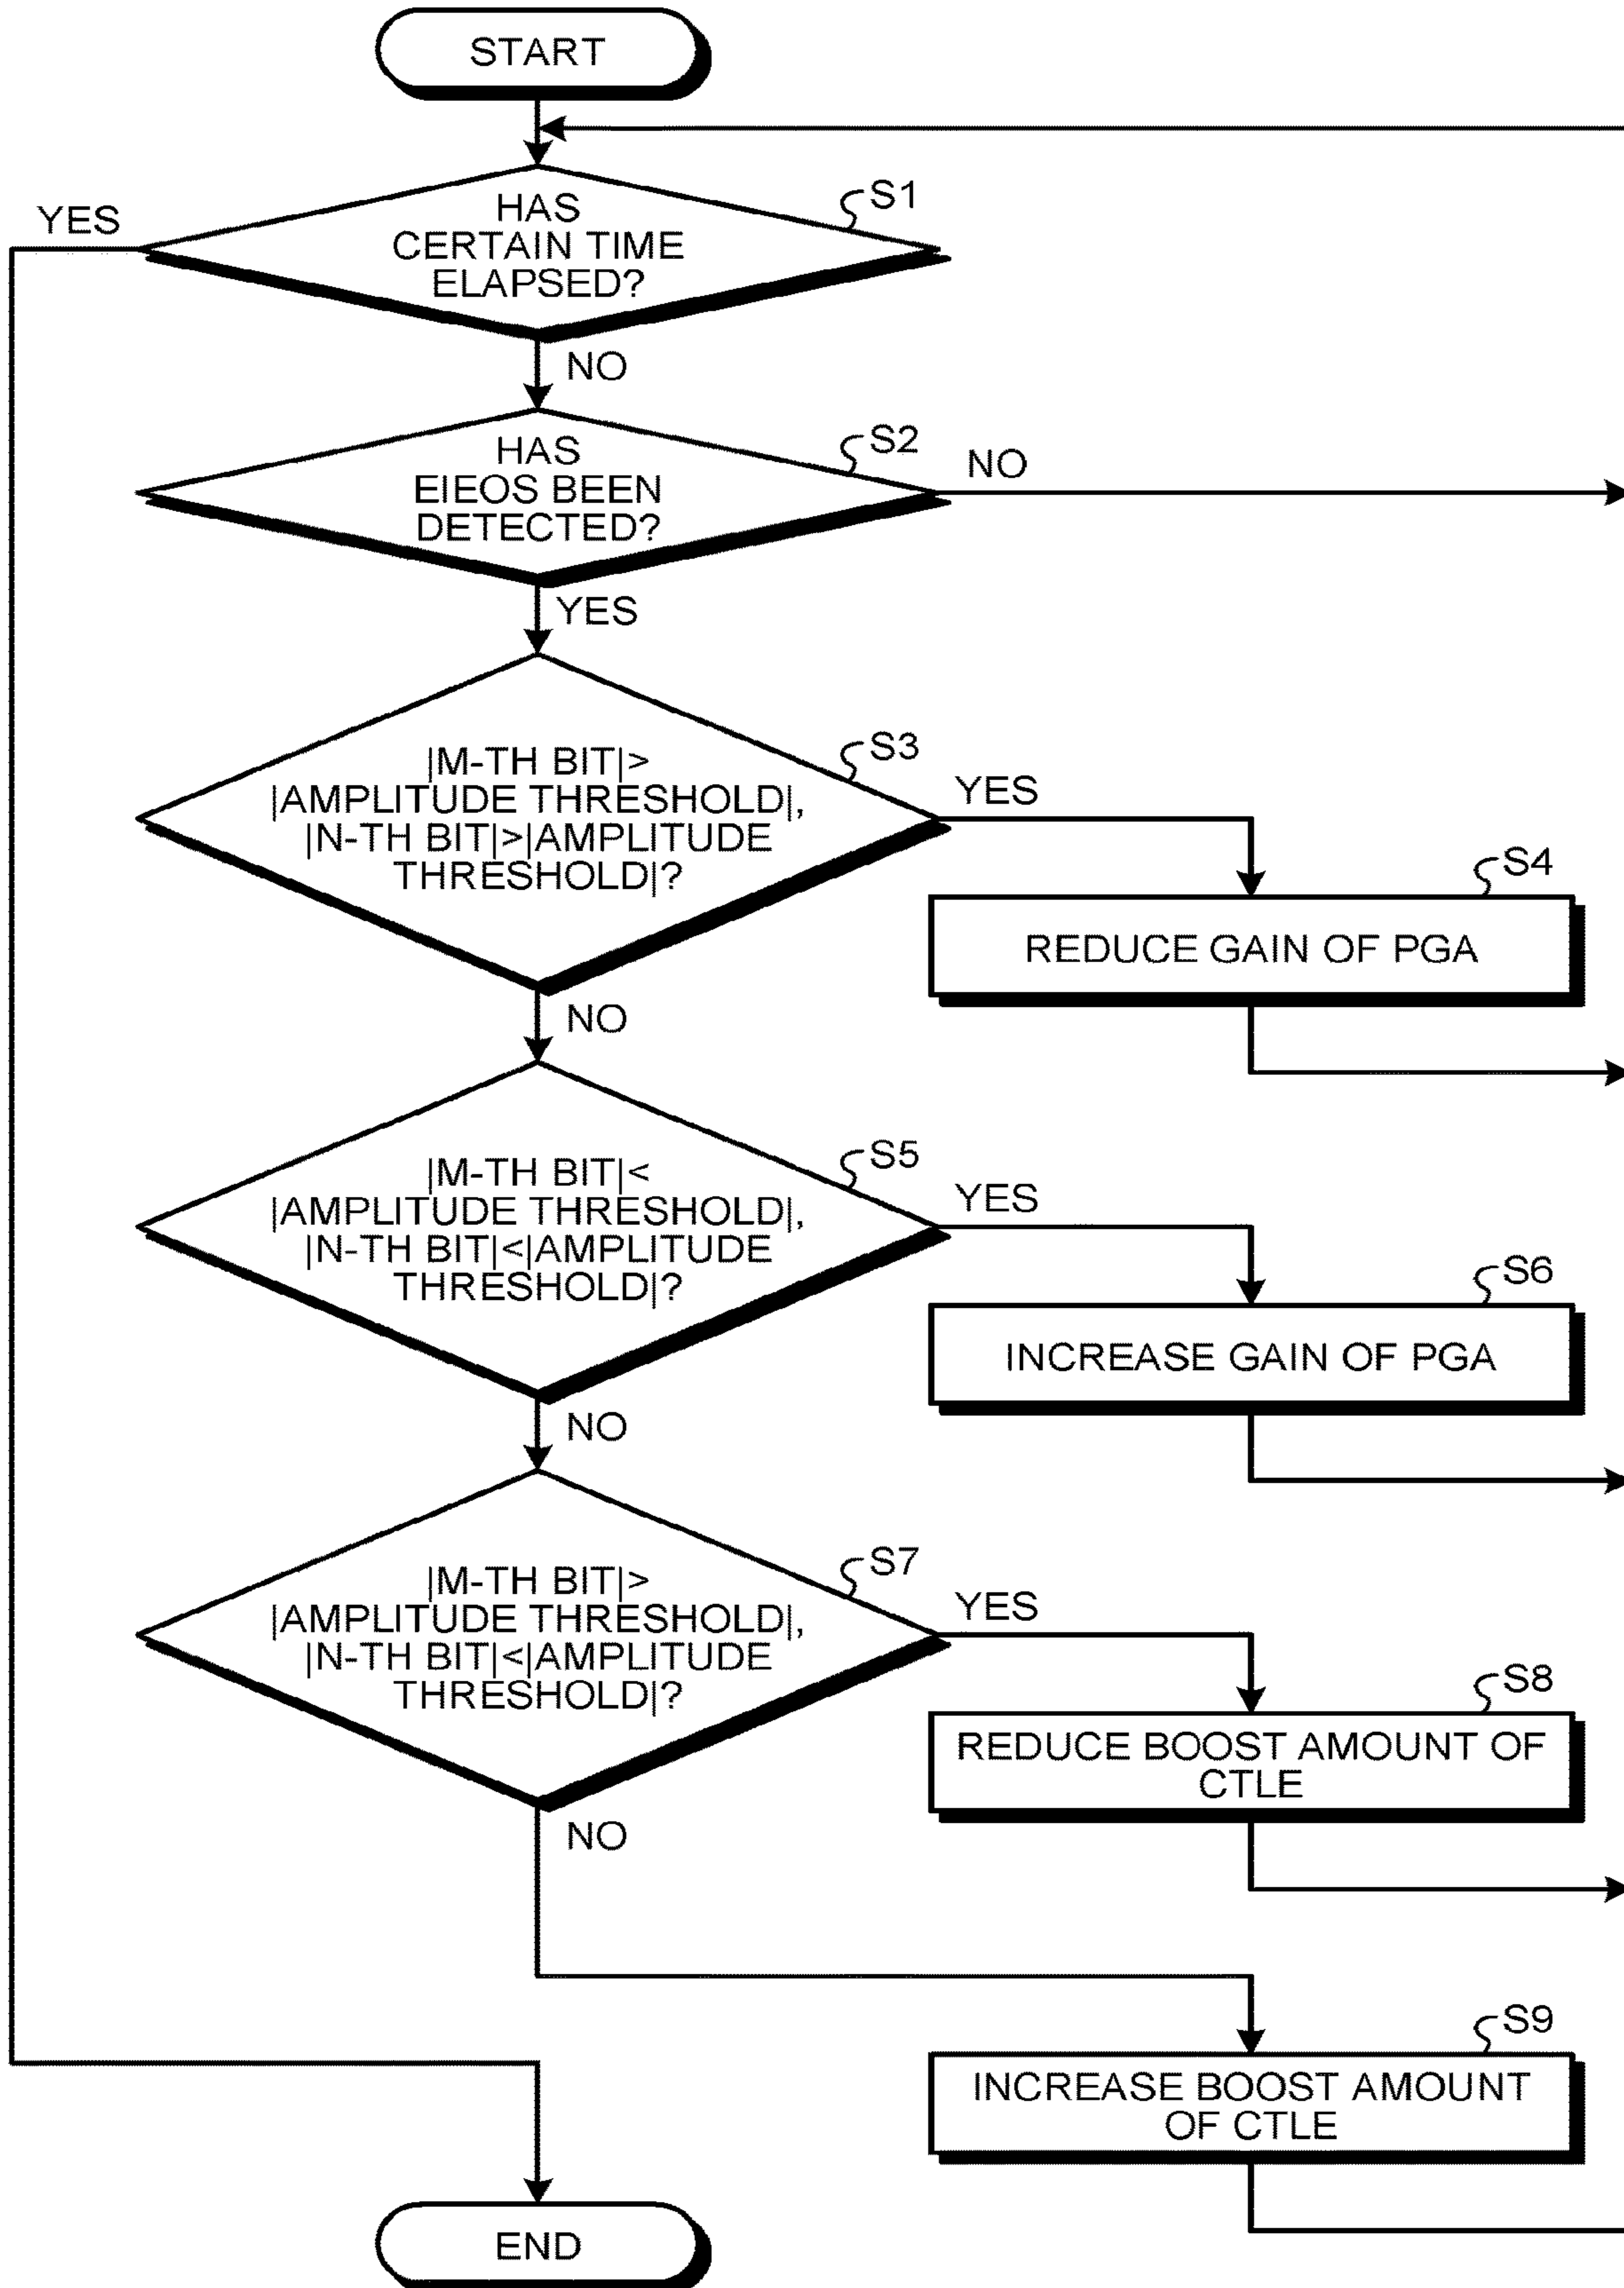 START
S1
YES
HAS
CERTAIN TIME
ELAPSED?
NO
S2
HAS
EIEOS BEEN
DETECTED?
NO
YES
S3
|M-TH BIT|>
|AMPLITUDE THRESHOLD|,
|N-TH BIT|>|AMPLITUDE
THRESHOLD|?
YES
S4
REDUCE GAIN OF PGA
NO
S5
|M-TH BIT|<
|AMPLITUDE THRESHOLD|,
|N-TH BIT|<|AMPLITUDE
THRESHOLD|?
YES
S6
INCREASE GAIN OF PGA
NO
S7
|M-TH BIT|>
|AMPLITUDE THRESHOLD|,
|N-TH BIT|<|AMPLITUDE
THRESHOLD|?
YES
S8
REDUCE BOOST AMOUNT OF
CTLE
NO
S9
INCREASE BOOST AMOUNT
OF CTLE
END